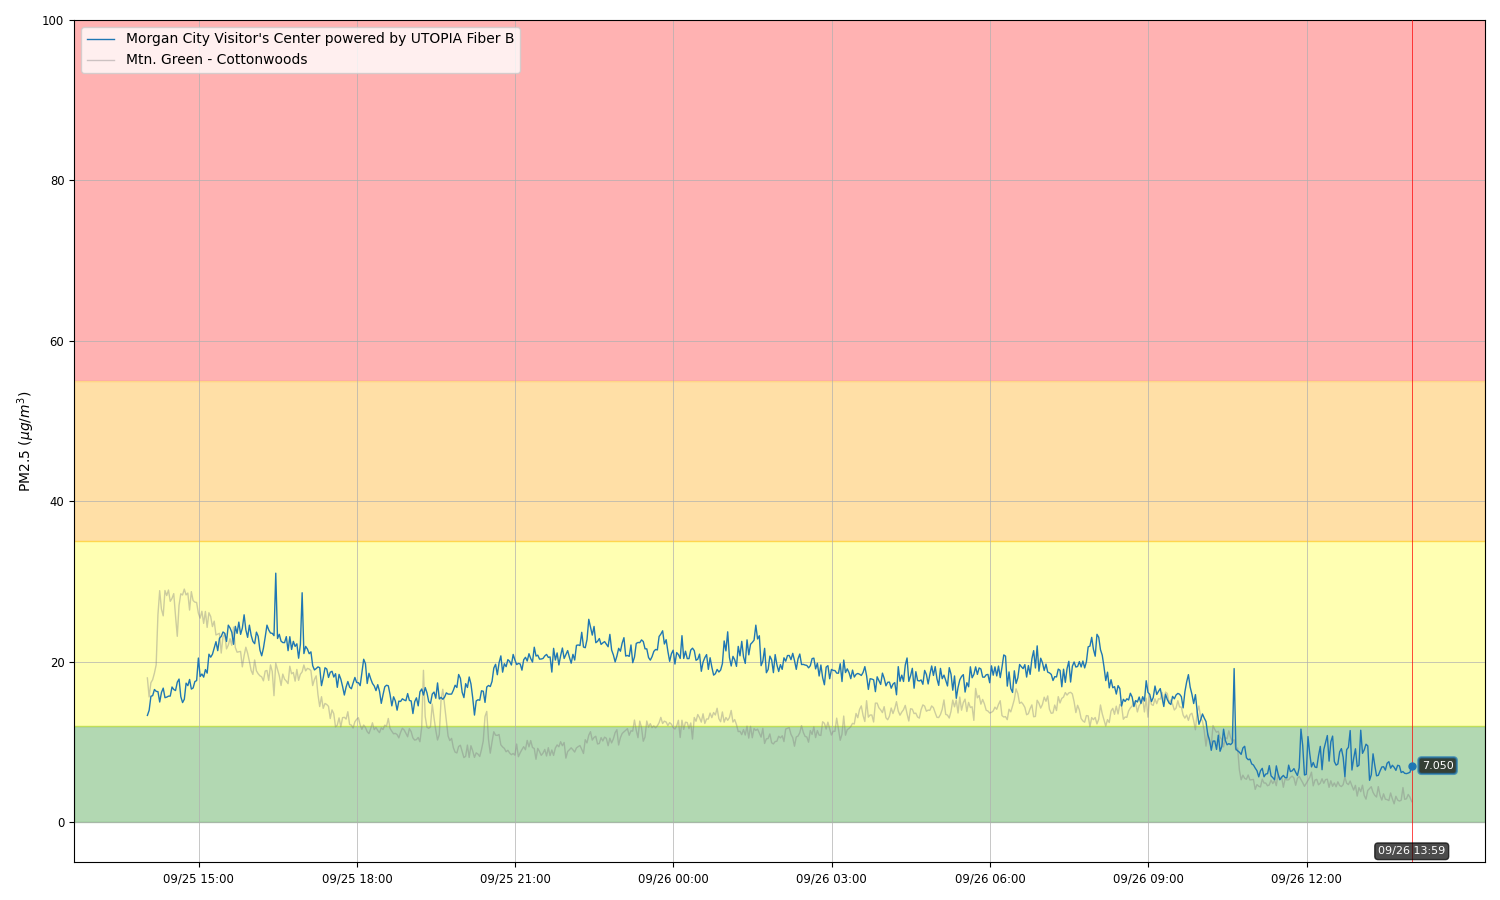 100
Morgan City Visitor's Center powered by UTOPIA Fiber B
Mtn. Green - Cottonwoods
80
60
PM2.5 (μg/m³)
40
20
7.050
0
09/26 13:59
09/25 15:00 09/25 18:00 09/25 21:00 09/26 00:00 09/26 03:00 09/26 06:00 09/26 09:00 09/26 12:00